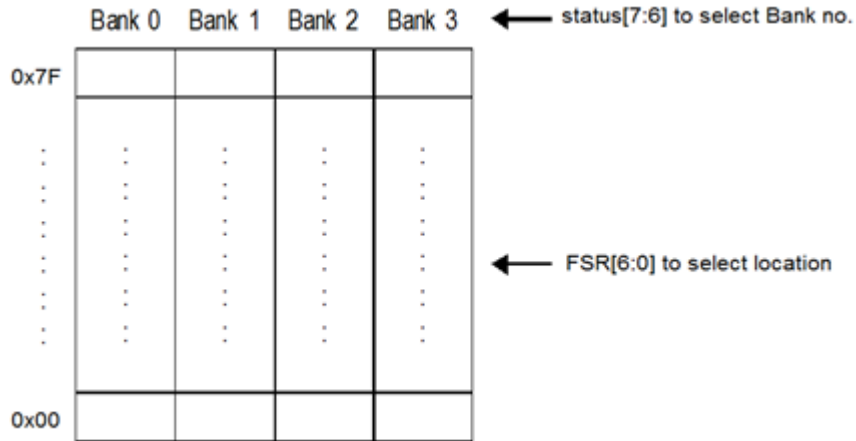 Bank 0 Bank 1 Bank 2 Bank 3 status[7:6] to select Bank no.
0x7F
FSR[6:0] to select location
0x00